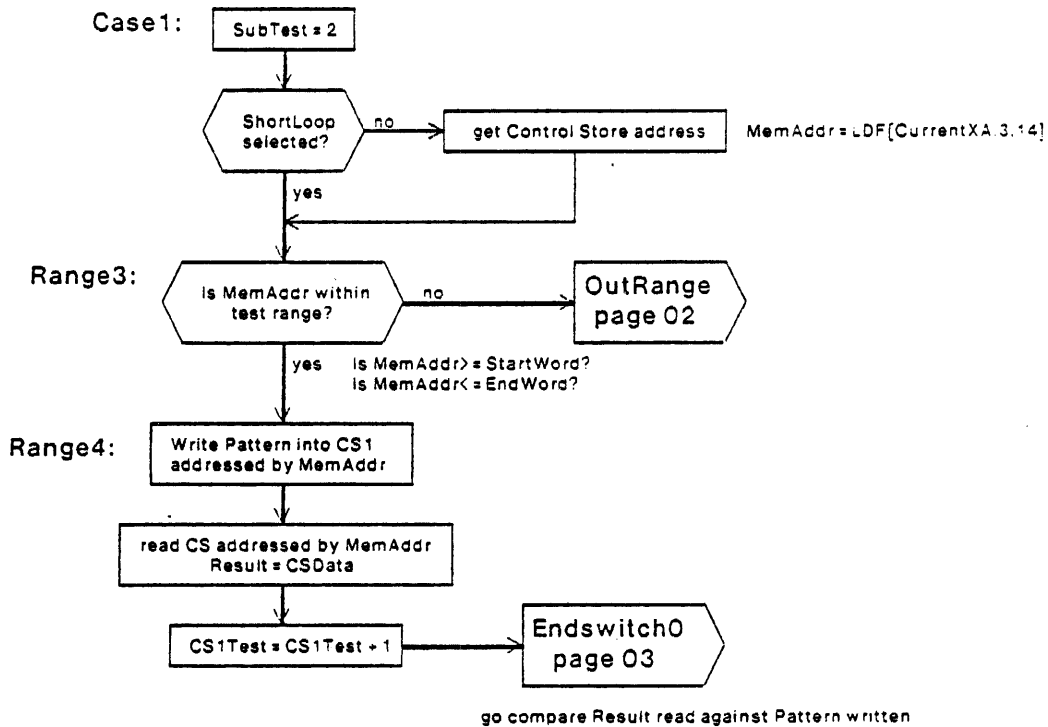 Case1:
SubTest = 2
ShortLoop
selected?
no
get Control Store address
MemAddr = LDF[CurrentXA.3.14]
yes
Range3:
Is MemAddr within
test range?
no
OutRange
page 02
yes
Is MemAddr> = StartWord?
Is MemAddr< = EndWord?
Range4:
Write Pattern into CS1
addressed by MemAddr
read CS addressed by MemAddr
Result = CSData
CS1Test = CS1Test + 1
Endswitch0
page 03
go compare Result read against Pattern written